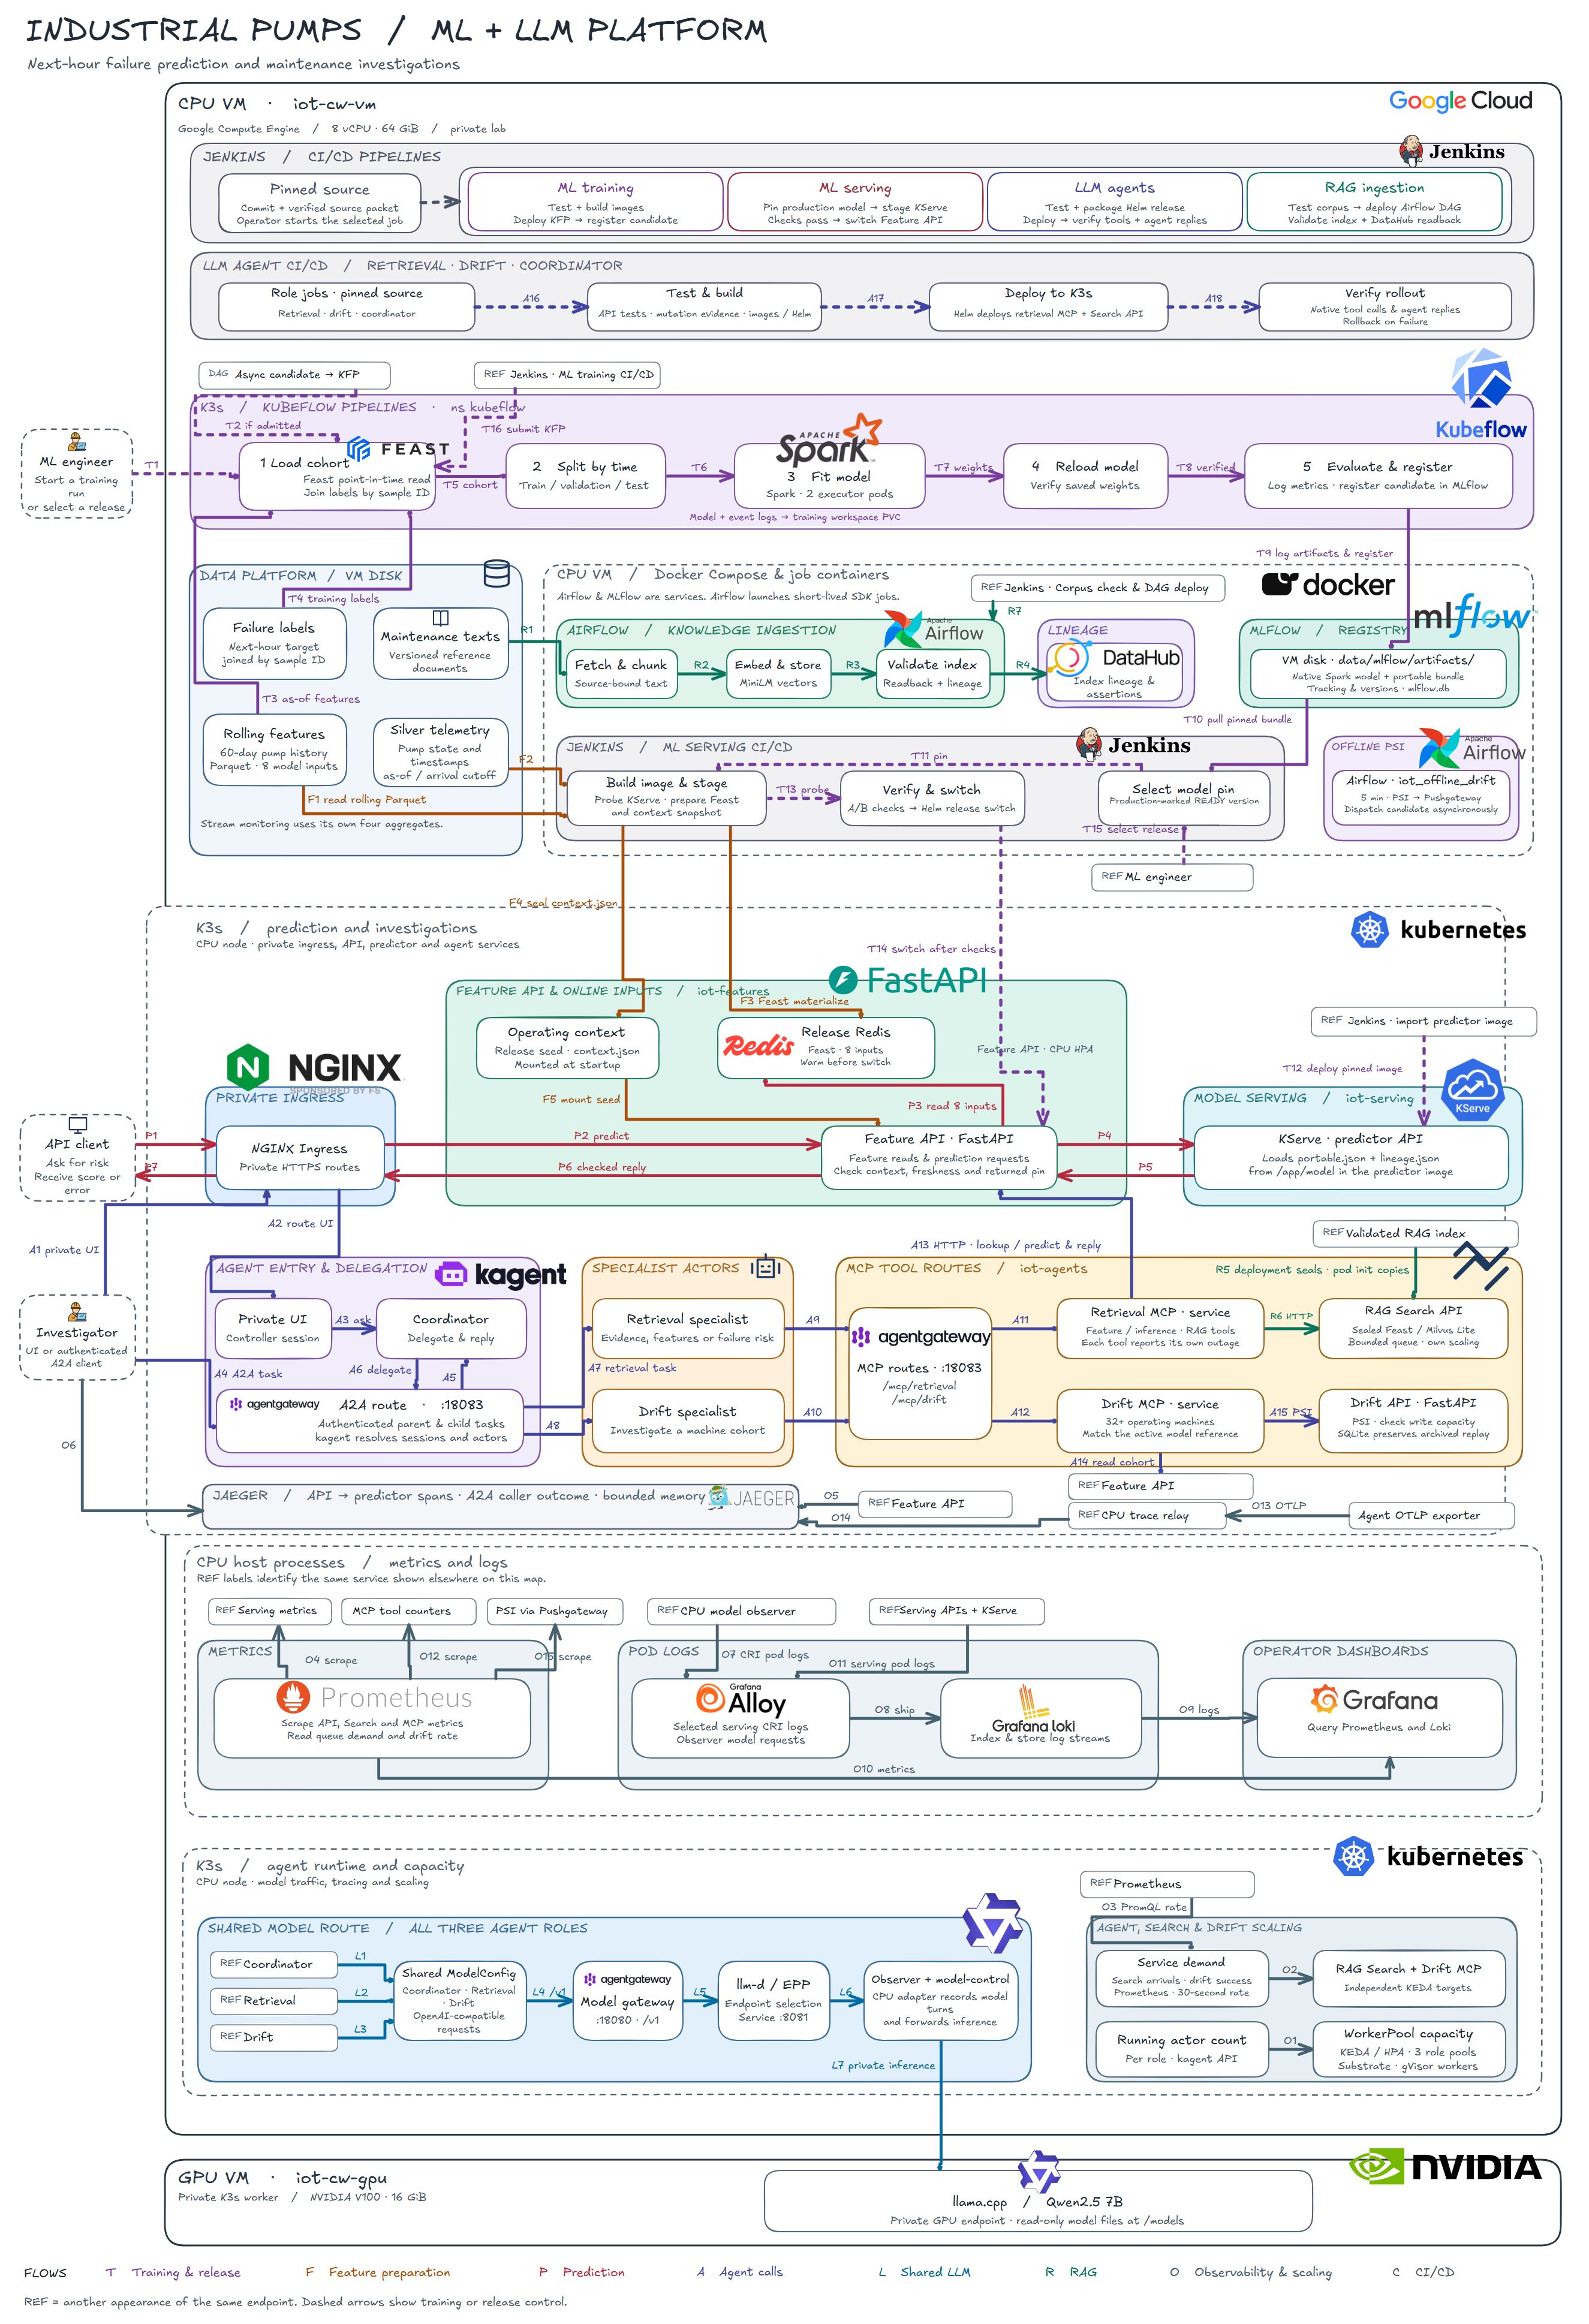 INDUSTRIAL PUMPS / ML + LLM PLATFORM
Next-hour failure prediction and maintenance investigations
CPU VM · iot-cw-vm
Google Cloud
Google Compute Engine / 8 vCPU · 64 GiB / private lab
JENKINS / CI/CD PIPELINES
Jenkins
Pinned source
Commit + verified source packet
Operator starts the selected job
ML training
Test + build images
Deploy KFP → register candidate
ML serving
Pin production model → stage KServe
Checks pass → switch Feature API
LLM agents
Test + package Helm release
Deploy → verify tools + agent replies
RAG ingestion
Test corpus → deploy Airflow DAG
Validate index + DataHub readback
LLM AGENT CI/CD / RETRIEVAL · DRIFT · COORDINATOR
Role jobs · pinned source
Retrieval · drift · coordinator
A16
Test & build
API tests · mutation evidence · images / Helm
A17
Deploy to K3s
Helm deploys retrieval MCP + Search API
A18
Verify rollout
Native tool calls & agent replies
Rollback on failure
DAG Async candidate → KFP
REF Jenkins · ML training CI/CD
K3s / KUBEFLOW PIPELINES · ns kubeflow
Kubeflow
T2 if admitted
T16 submit KFP
ML engineer
Start a training
run
or select a release
T1
FEAST
1 Load cohort
Feast point-in-time read
Join labels by sample ID
T5 cohort
2 Split by time
Train / validation / test
T6
APACHE
Spark
3 Fit model
Spark · 2 executor pods
T7 weights
4 Reload model
Verify saved weights
T8 verified
5 Evaluate & register
Log metrics · register candidate in MLflow
Model + event logs → training workspace PVC
T9 log artifacts & register
DATA PLATFORM / VM DISK
T4 training labels
Failure labels
Next-hour target
joined by sample ID
Maintenance texts
Versioned reference
documents
T3 as-of features
Rolling features
60-day pump history
Parquet · 8 model inputs
Silver telemetry
Pump state and
timestamps
as-of / arrival cutoff
F1 read rolling Parquet
Stream monitoring uses its own four aggregates.
CPU VM / Docker Compose & job containers
Airflow & MLflow are services. Airflow launches short-lived SDK jobs.
REF Jenkins · Corpus check & DAG deploy
docker
R7
R1
AIRFLOW / KNOWLEDGE INGESTION
Apache
Airflow
Fetch & chunk
Source-bound text
R2
Embed & store
MiniLM vectors
R3
Validate index
Readback + lineage
R4
LINEAGE
DataHub
Index lineage &
assertions
mlflow
MLFLOW / REGISTRY
VM disk · data/mlflow/artifacts/
Native Spark model + portable bundle
Tracking & versions · mlflow.db
T10 pull pinned bundle
F2
JENKINS / ML SERVING CI/CD
Jenkins
T11 pin
Build image & stage
Probe KServe · prepare Feast
and context snapshot
T13 probe
Verify & switch
A/B checks → Helm release switch
Select model pin
Production-marked READY version
T15 select release
OFFLINE PSI
Apache
Airflow
Airflow · iot_offline_drift
5 min · PSI → Pushgateway
Dispatch candidate asynchronously
REF ML engineer
F4 seal context.json
K3s / prediction and investigations
CPU node · private ingress, API, predictor and agent services
kubernetes
T14 switch after checks
FastAPI
FEATURE API & ONLINE INPUTS / iot-features
F3 Feast materialize
Operating context
Release seed · context.json
Mounted at startup
Redis
Release Redis
Feast · 8 inputs
Warm before switch
Feature API · CPU HPA
REF Jenkins · import predictor image
T12 deploy pinned image
NGINX
SPONSORED BY F5
PRIVATE INGRESS
F5 mount seed
P3 read 8 inputs
MODEL SERVING / iot-serving
KServe
API client
Ask for risk
Receive score or
error
P1
P7
NGINX Ingress
Private HTTPS routes
P2 predict
P6 checked reply
Feature API · FastAPI
Feature reads & prediction requests
Check context, freshness and returned pin
P4
P5
KServe · predictor API
Loads portable.json + lineage.json
from /app/model in the predictor image
A2 route UI
A1 private UI
A13 HTTP · lookup / predict & reply
REF Validated RAG index
AGENT ENTRY & DELEGATION
kagent
SPECIALIST ACTORS
MCP TOOL ROUTES / iot-agents
R5 deployment seals · pod init copies
Investigator
UI or authenticated
A2A client
Private UI
Controller session
A3 ask
Coordinator
Delegate & reply
A4 A2A task
A6 delegate
A5
agentgateway
A2A route · :18083
Authenticated parent & child tasks
kagent resolves sessions and actors
Retrieval specialist
Evidence, features or failure risk
A7 retrieval task
A8
Drift specialist
Investigate a machine cohort
A9
A10
agentgateway
MCP routes · :18083
/mcp/retrieval
/mcp/drift
A11
A12
Retrieval MCP · service
Feature / inference · RAG tools
Each tool reports its own outage
R6 HTTP
RAG Search API
Sealed Feast / Milvus Lite
Bounded queue · own scaling
Drift MCP · service
32+ operating machines
Match the active model reference
A15 PSI
Drift API · FastAPI
PSI · check write capacity
SQLite preserves archived replay
A14 read cohort
O6
REF Feature API
JAEGER / API → predictor spans · A2A caller outcome · bounded memory
JAEGER
O5
REF Feature API
O14
REF CPU trace relay
O13 OTLP
Agent OTLP exporter
CPU host processes / metrics and logs
REF labels identify the same service shown elsewhere on this map.
REF Serving metrics
MCP tool counters
PSI via Pushgateway
REF CPU model observer
REF Serving APIs + KServe
METRICS
O4 scrape
O12 scrape
O15 scrape
Prometheus
Scrape API, Search and MCP metrics
Read queue demand and drift rate
POD LOGS
O7 CRI pod logs
O11 serving pod logs
Grafana
Alloy
Selected serving CRI logs
Observer model requests
O8 ship
Grafana loki
Index & store log streams
O9 logs
OPERATOR DASHBOARDS
Grafana
Query Prometheus and Loki
O10 metrics
K3s / agent runtime and capacity
CPU node · model traffic, tracing and scaling
kubernetes
REF Prometheus
O3 PromQL rate
SHARED MODEL ROUTE / ALL THREE AGENT ROLES
REF Coordinator
L1
REF Retrieval
L2
REF Drift
L3
Shared ModelConfig
Coordinator · Retrieval
· Drift
OpenAI-compatible
requests
L4 /v1
agentgateway
Model gateway
:18080 · /v1
L5
llm-d / EPP
Endpoint selection
Service :8081
L6
Observer + model-control
CPU adapter records model
turns
and forwards inference
L7 private inference
AGENT, SEARCH & DRIFT SCALING
Service demand
Search arrivals · drift success
Prometheus · 30-second rate
O2
RAG Search + Drift MCP
Independent KEDA targets
Running actor count
Per role · kagent API
O1
WorkerPool capacity
KEDA / HPA · 3 role pools
Substrate · gVisor workers
GPU VM · iot-cw-gpu
Private K3s worker / NVIDIA V100 · 16 GiB
NVIDIA
llama.cpp / Qwen2.5 7B
Private GPU endpoint · read-only model files at /models
FLOWS T Training & release F Feature preparation P Prediction A Agent calls L Shared LLM R RAG O Observability & scaling C CI/CD
REF = another appearance of the same endpoint. Dashed arrows show training or release control.